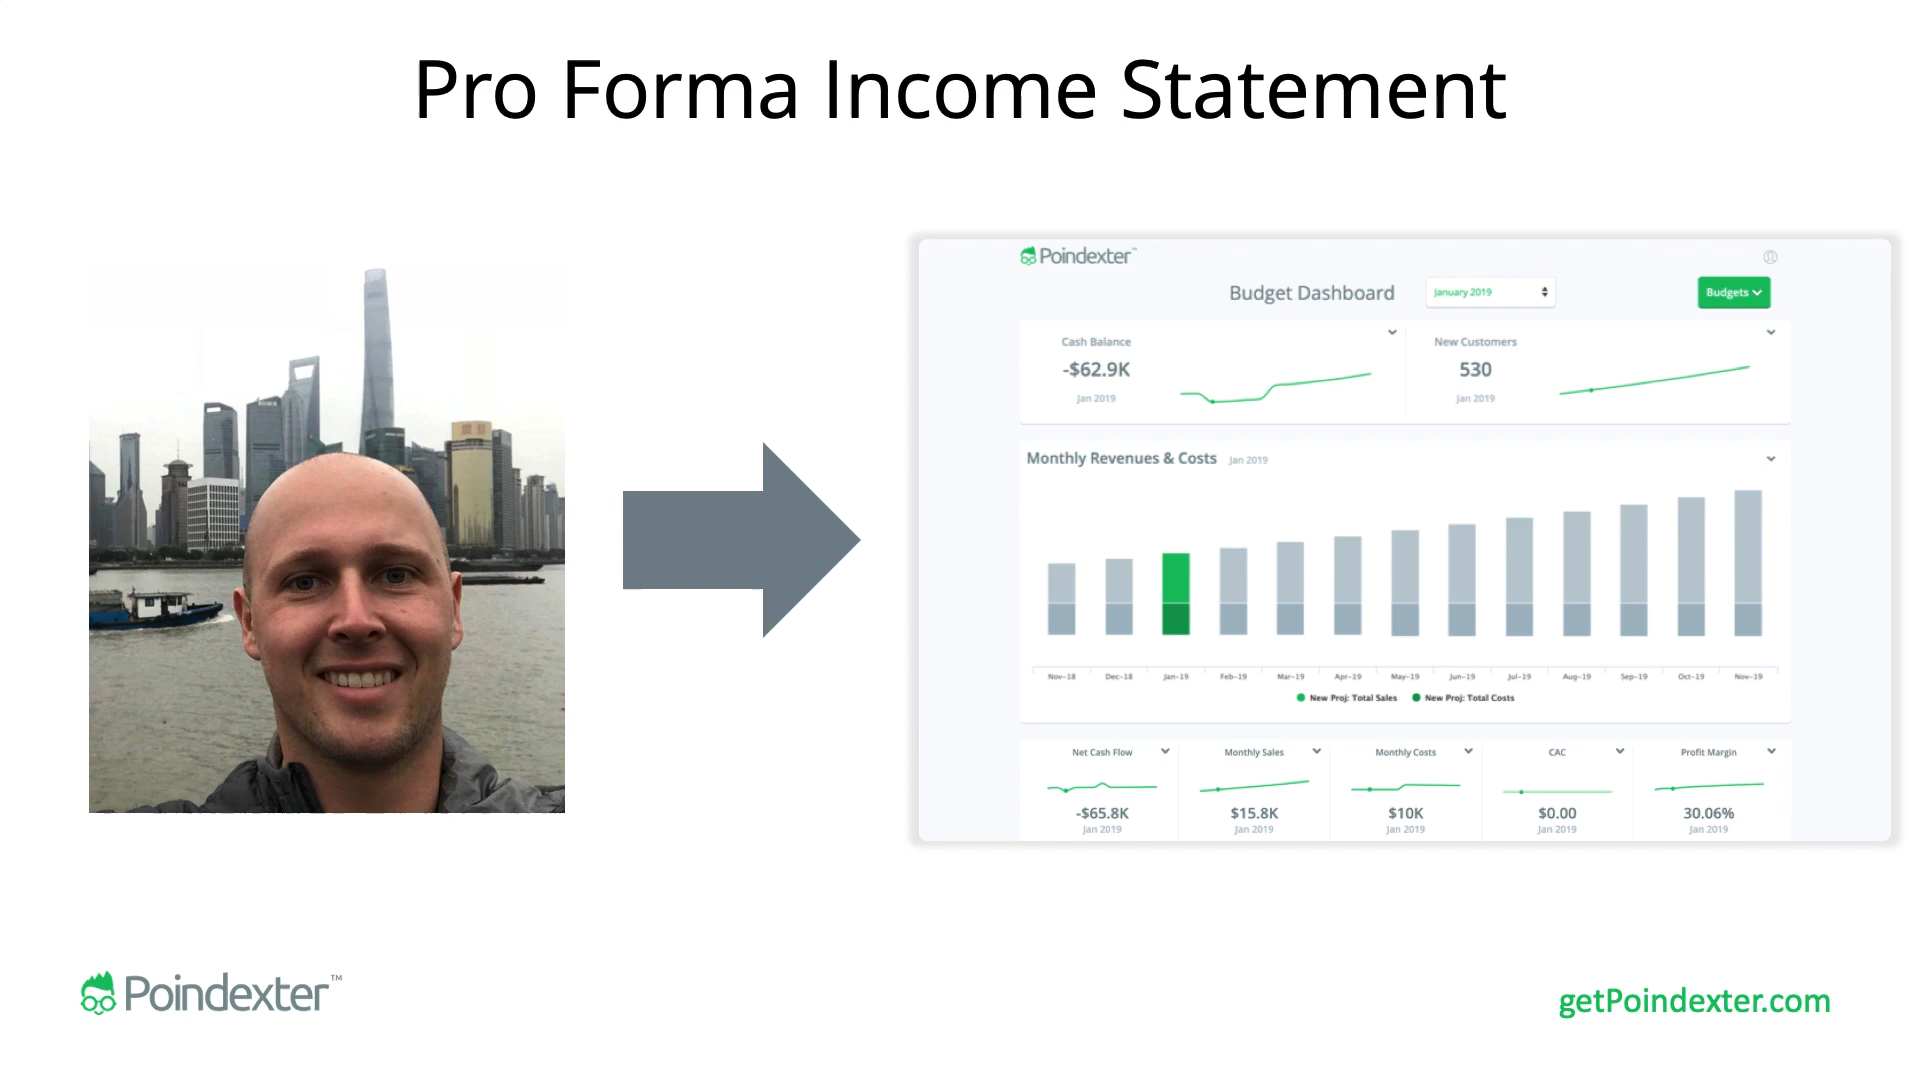 Pro Forma Income Statement
Poindexter™
Budget Dashboard
January 2019
Budgets
Cash Balance
-$62.9K
Jan 2019
New Customers
530
Jan 2019
Monthly Revenues & Costs Jan 2019
Nov-18 Dec-18 Jan-19 Feb-19 Mar-19 Apr-19 May-19 Jun-19 Jul-19 Aug-19 Sep-19 Oct-19 Nov-19
New Proj: Total Sales New Proj: Total Costs
Net Cash Flow
-$65.8K
Jan 2019
Monthly Sales
$15.8K
Jan 2019
Monthly Costs
$10K
Jan 2019
CAC
$0.00
Jan 2019
Profit Margin
30.06%
Jan 2019
Poindexter™
getPoindexter.com